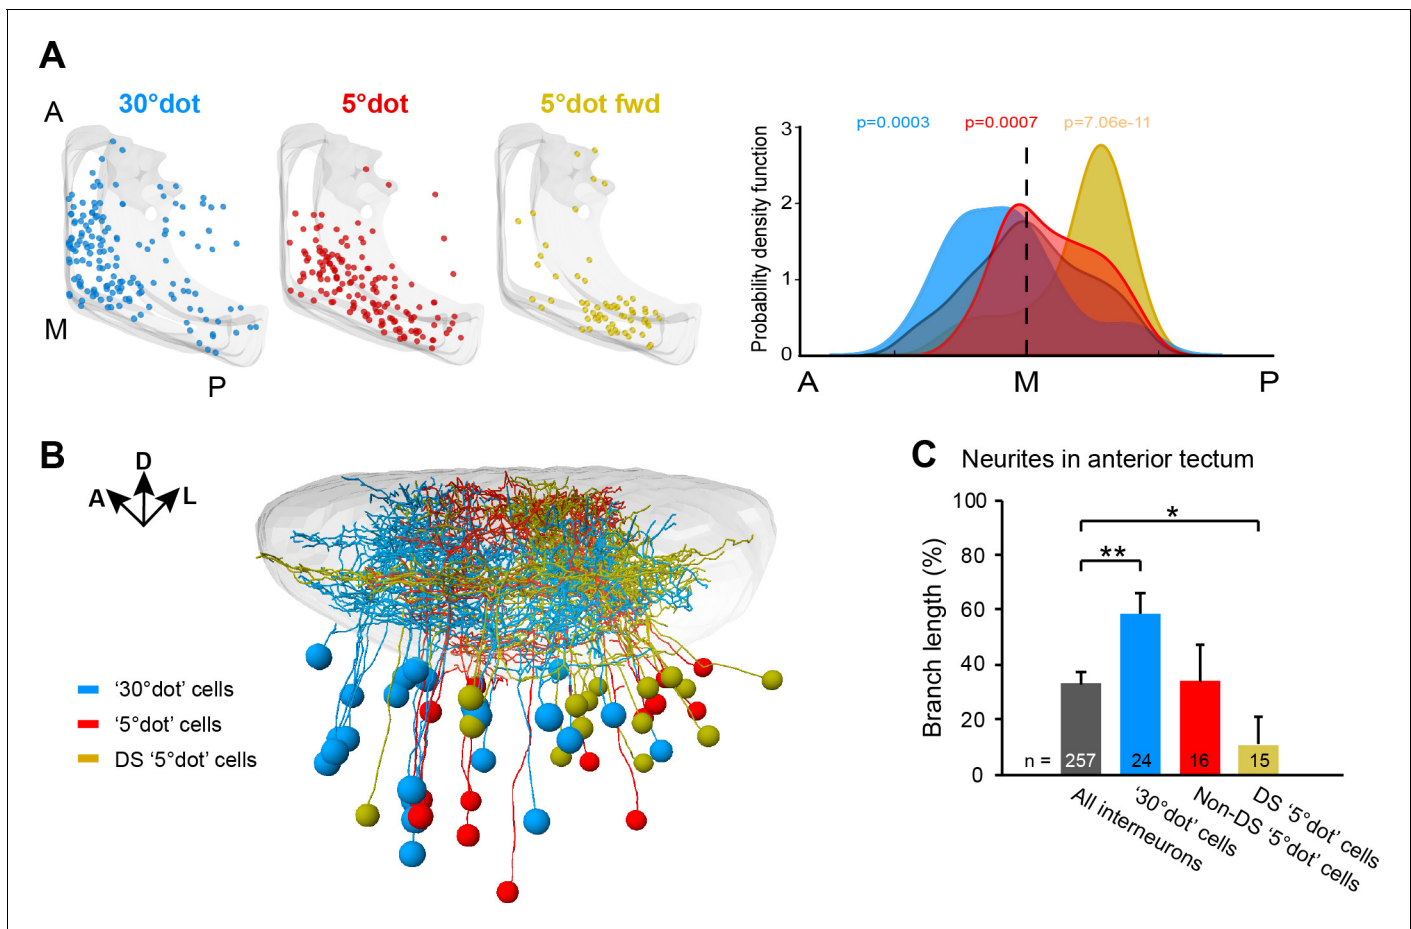 A
30°dot 5°dot 5°dot fwd
A
M
P
p=0.0003 p=0.0007 p=7.06e-11
Probability density function
3
2
1
0
A M P
B
D
A L
‘30°dot’ cells
‘5°dot’ cells
DS ‘5°dot’ cells
C Neurites in anterior tectum
Branch length (%)
100
80
60
40
20
0
*
**
n = 257 24 16 15
All interneurons
‘30°dot’ cells
Non-DS ‘5°dot’ cells
DS ‘5°dot’ cells